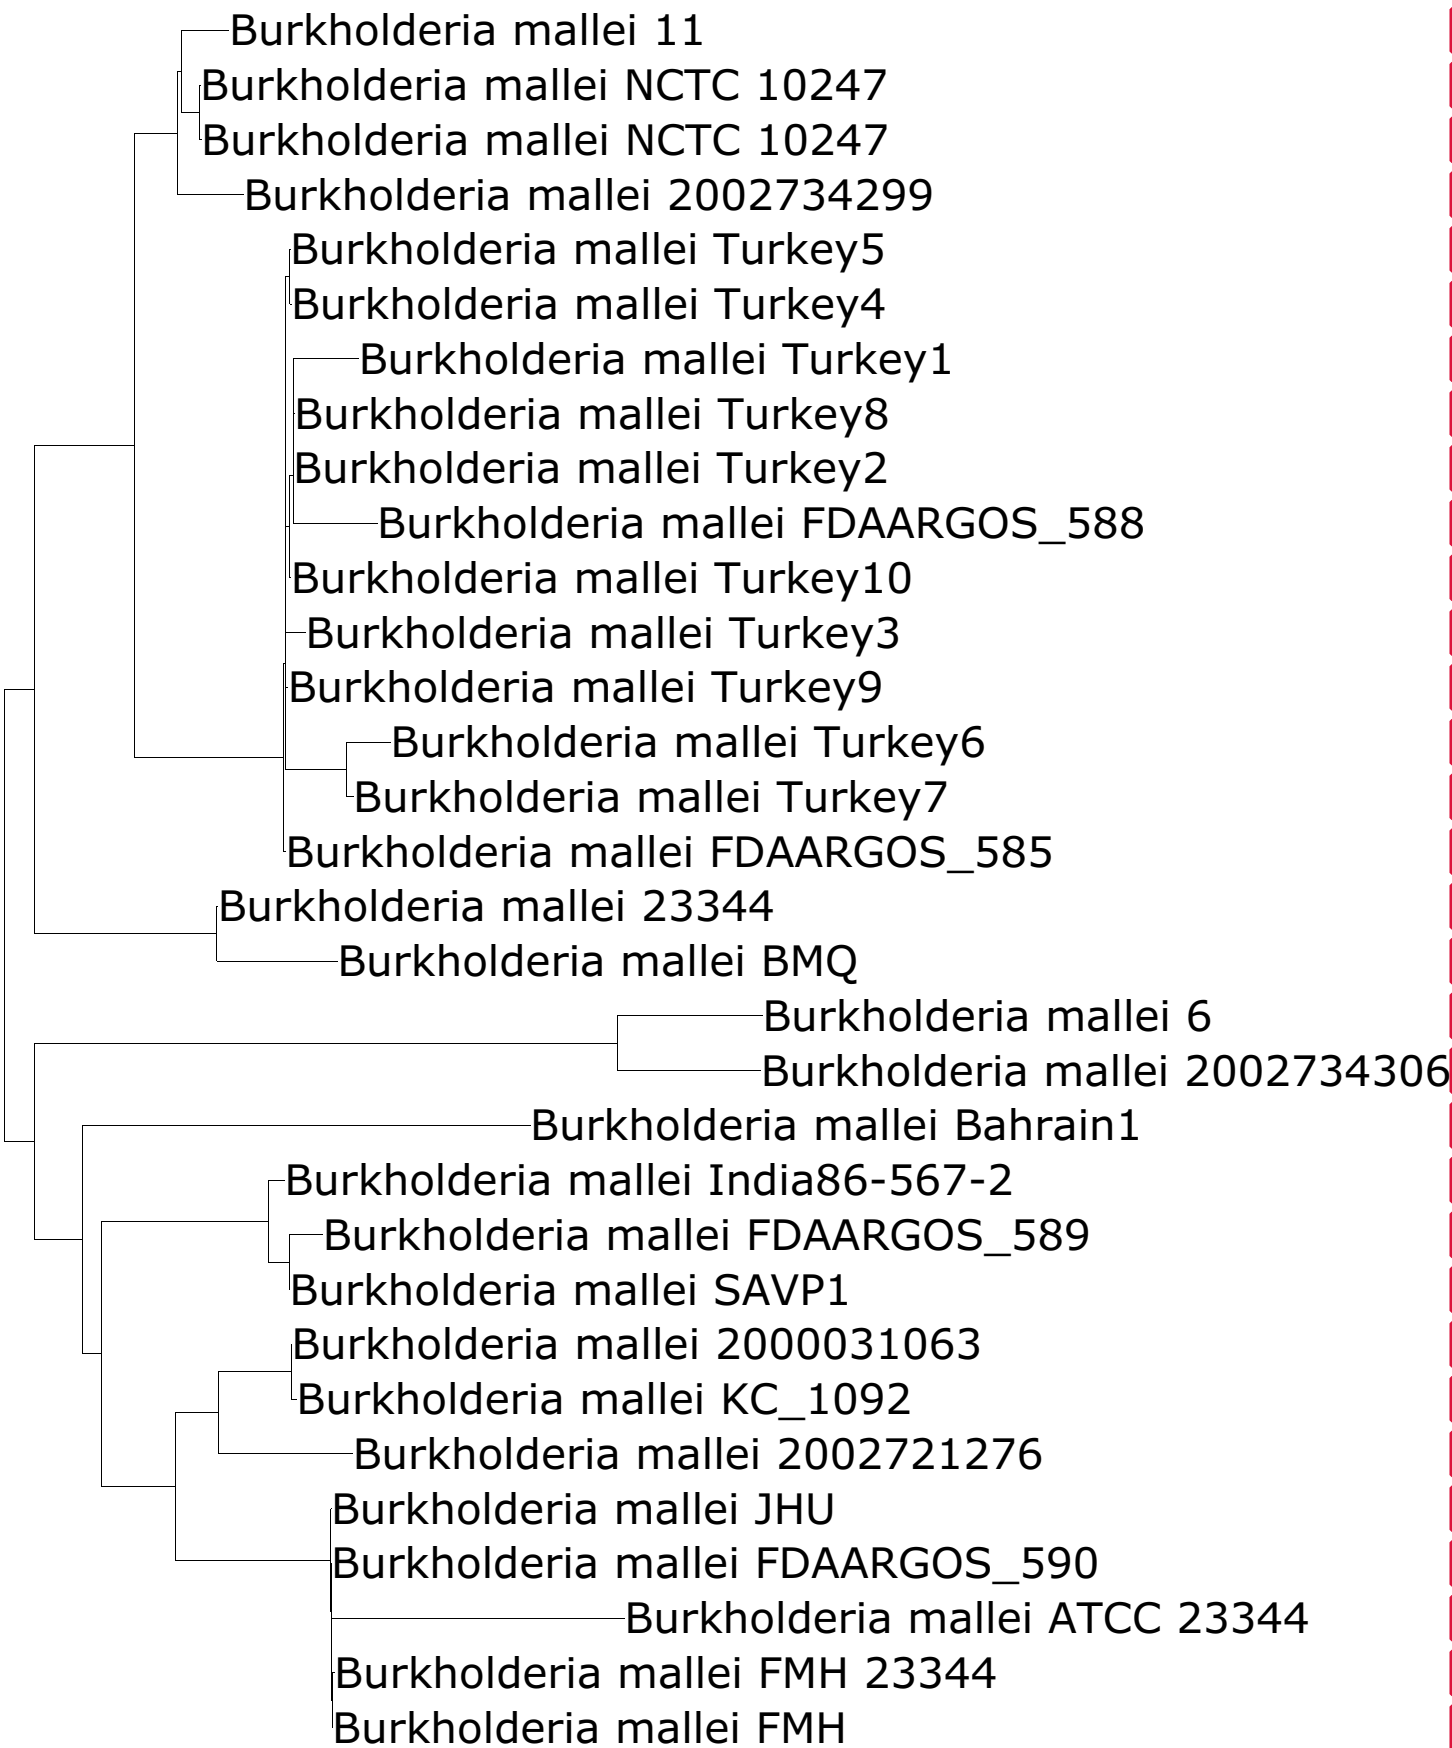 Burkholderia mallei 11
Burkholderia mallei NCTC 10247
Burkholderia mallei NCTC 10247
Burkholderia mallei 2002734299
Burkholderia mallei Turkey5
Burkholderia mallei Turkey4
Burkholderia mallei Turkey1
Burkholderia mallei Turkey8
Burkholderia mallei Turkey2
Burkholderia mallei FDAARGOS_588
Burkholderia mallei Turkey10
Burkholderia mallei Turkey3
Burkholderia mallei Turkey9
Burkholderia mallei Turkey6
Burkholderia mallei Turkey7
Burkholderia mallei FDAARGOS_585
Burkholderia mallei 23344
Burkholderia mallei BMQ
Burkholderia mallei 6
Burkholderia mallei 2002734306
Burkholderia mallei Bahrain1
Burkholderia mallei India86-567-2
Burkholderia mallei FDAARGOS_589
Burkholderia mallei SAVP1
Burkholderia mallei 2000031063
Burkholderia mallei KC_1092
Burkholderia mallei 2002721276
Burkholderia mallei JHU
Burkholderia mallei FDAARGOS_590
Burkholderia mallei ATCC 23344
Burkholderia mallei FMH 23344
Burkholderia mallei FMH